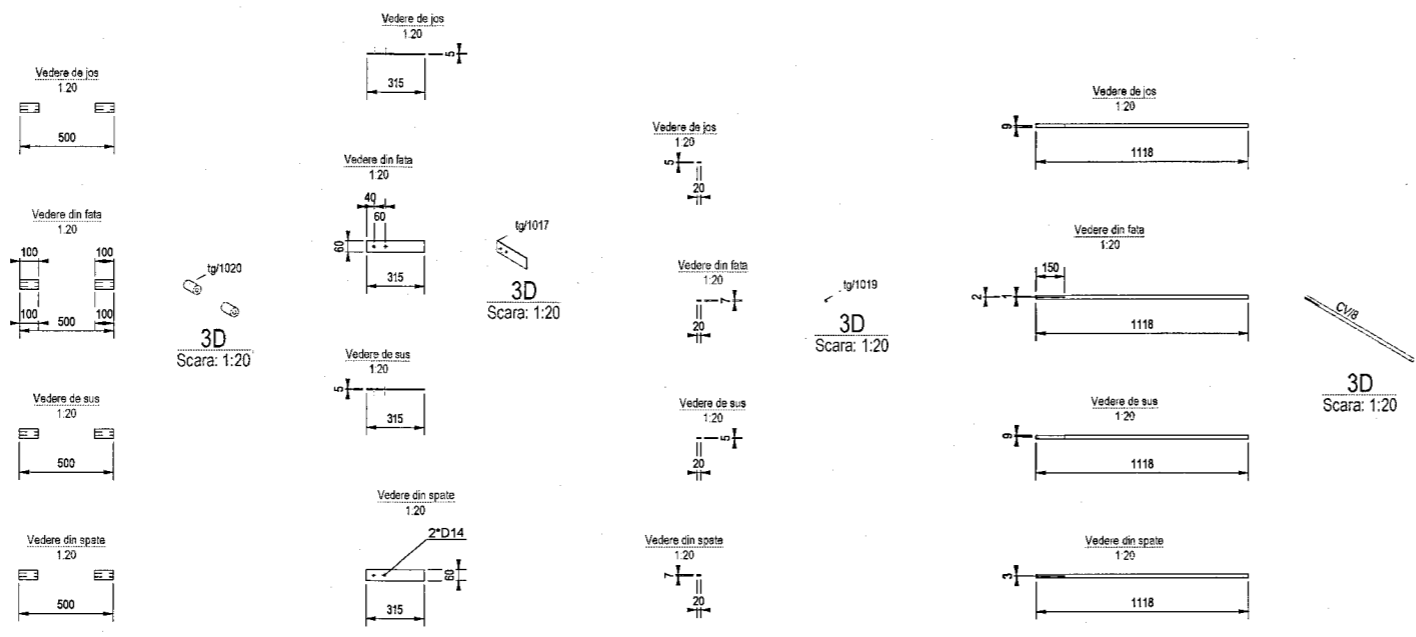 Vedere de jos
1:20
500
Vedere din fata
1:20
100
100
100
500
100
tg/1020
3D
Scara: 1:20
Vedere de sus
1:20
500
Vedere din spate
1:20
500
Vedere de jos
1:20
5
315
Vedere din fata
1:20
40
60
60
315
tg/1017
3D
Scara: 1:20
Vedere de sus
1:20
5
315
Vedere din spate
1:20
2*D14
60
315
Vedere de jos
1:20
5
20
Vedere din fata
1:20
7
20
tg/1019
3D
Scara: 1:20
Vedere de sus
1:20
5
20
Vedere din spate
1:20
7
20
Vedere de jos
1:20
9
1118
Vedere din fata
1:20
150
2
1
1118
CV/8
3D
Scara: 1:20
Vedere de sus
1:20
9
1118
Vedere din spate
1:20
3
1118